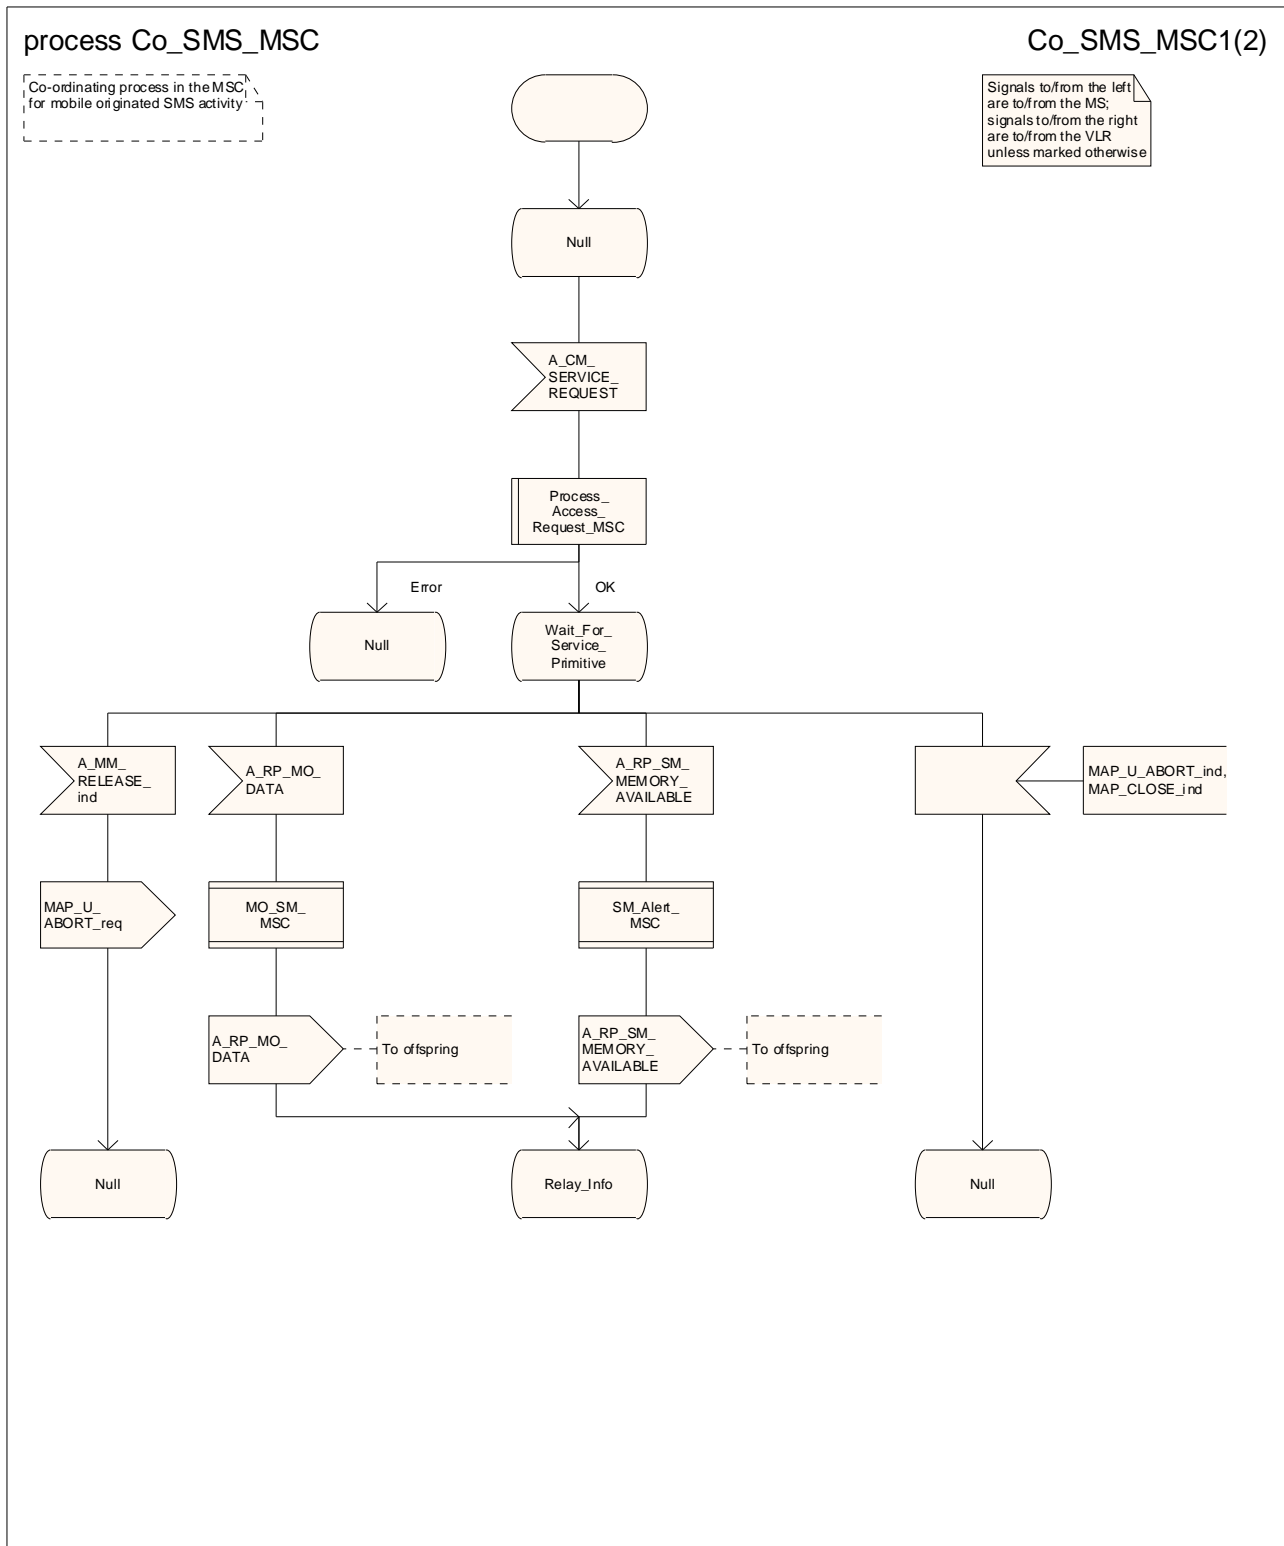 process Co_SMS_MSC
Co_SMS_MSC1(2)
Co-ordinating process in the MSC
for mobile originated SMS activity
Signals to/from the left
are to/from the MS;
signals to/from the right
are to/from the VLR
unless marked otherwise
Null
A_CM_
SERVICE_
REQUEST
Process_
Access_
Request_MSC
Error
OK
Null
Wait_For_
Service_
Primitive
A_MM_
RELEASE_
ind
A_RP_MO_
DATA
A_RP_SM_
MEMORY_
AVAILABLE
MAP_U_ABORT_ind,
MAP_CLOSE_ind
MAP_U_
ABORT_req
MO_SM_
MSC
SM_Alert_
MSC
A_RP_MO_
DATA
To offspring
A_RP_SM_
MEMORY_
AVAILABLE
To offspring
Null
Relay_Info
Null